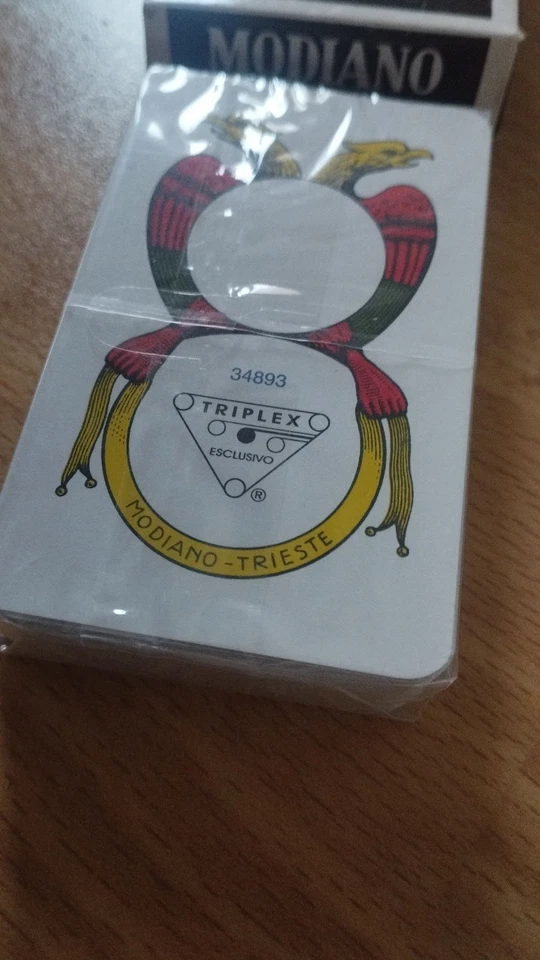 MODIANO
34893
TRIPLEX
ESCLUSIVO
®
MODIANO-TRIESTE